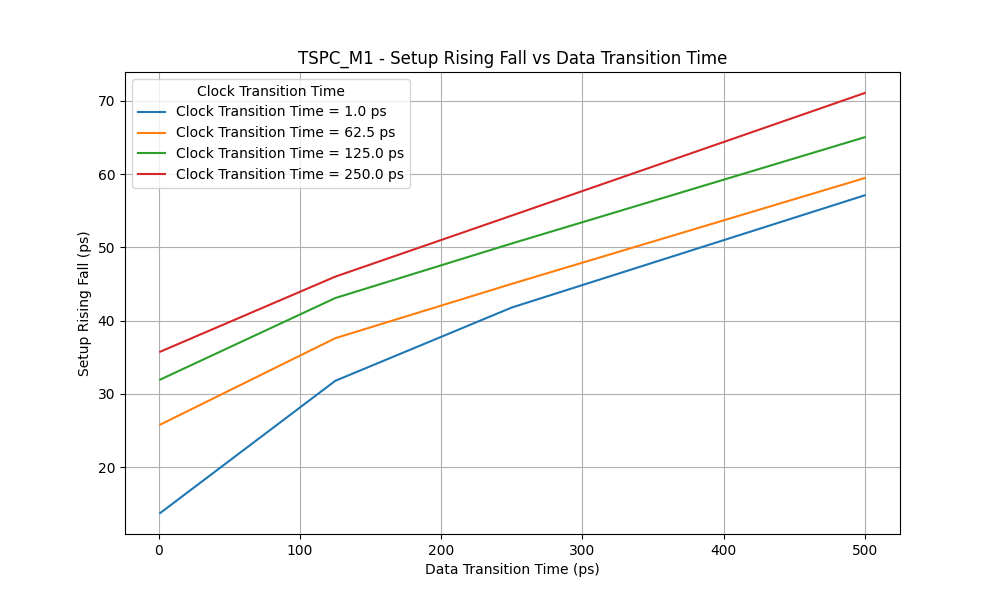 TSPC_M1 - Setup Rising Fall vs Data Transition Time
Clock Transition Time
Clock Transition Time = 1.0 ps
Clock Transition Time = 62.5 ps
Clock Transition Time = 125.0 ps
Clock Transition Time = 250.0 ps
70
60
50
40
30
20
Setup Rising Fall (ps)
0 100 200 300 400 500
Data Transition Time (ps)